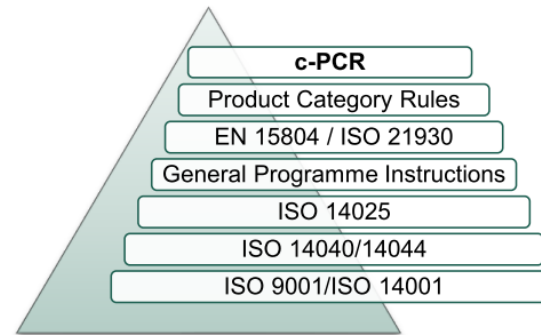 c-PCR
Product Category Rules
EN 15804 / ISO 21930
General Programme Instructions
ISO 14025
ISO 14040/14044
ISO 9001/ISO 14001